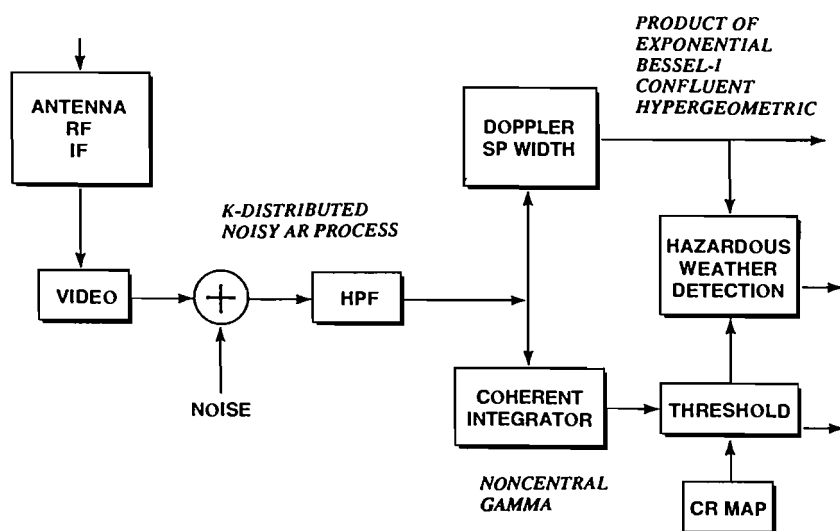 PRODUCT OF
EXPONENTIAL
BESSEL-I
CONFLUENT
HYPERGEOMETRIC
ANTENNA
RF
IF
DOPPLER
SP WIDTH
K-DISTRIBUTED
NOISY AR PROCESS
HAZARDOUS
WEATHER
DETECTION
VIDEO
+
HPF
NOISE
COHERENT
INTEGRATOR
THRESHOLD
NONCENTRAL
GAMMA
CR MAP